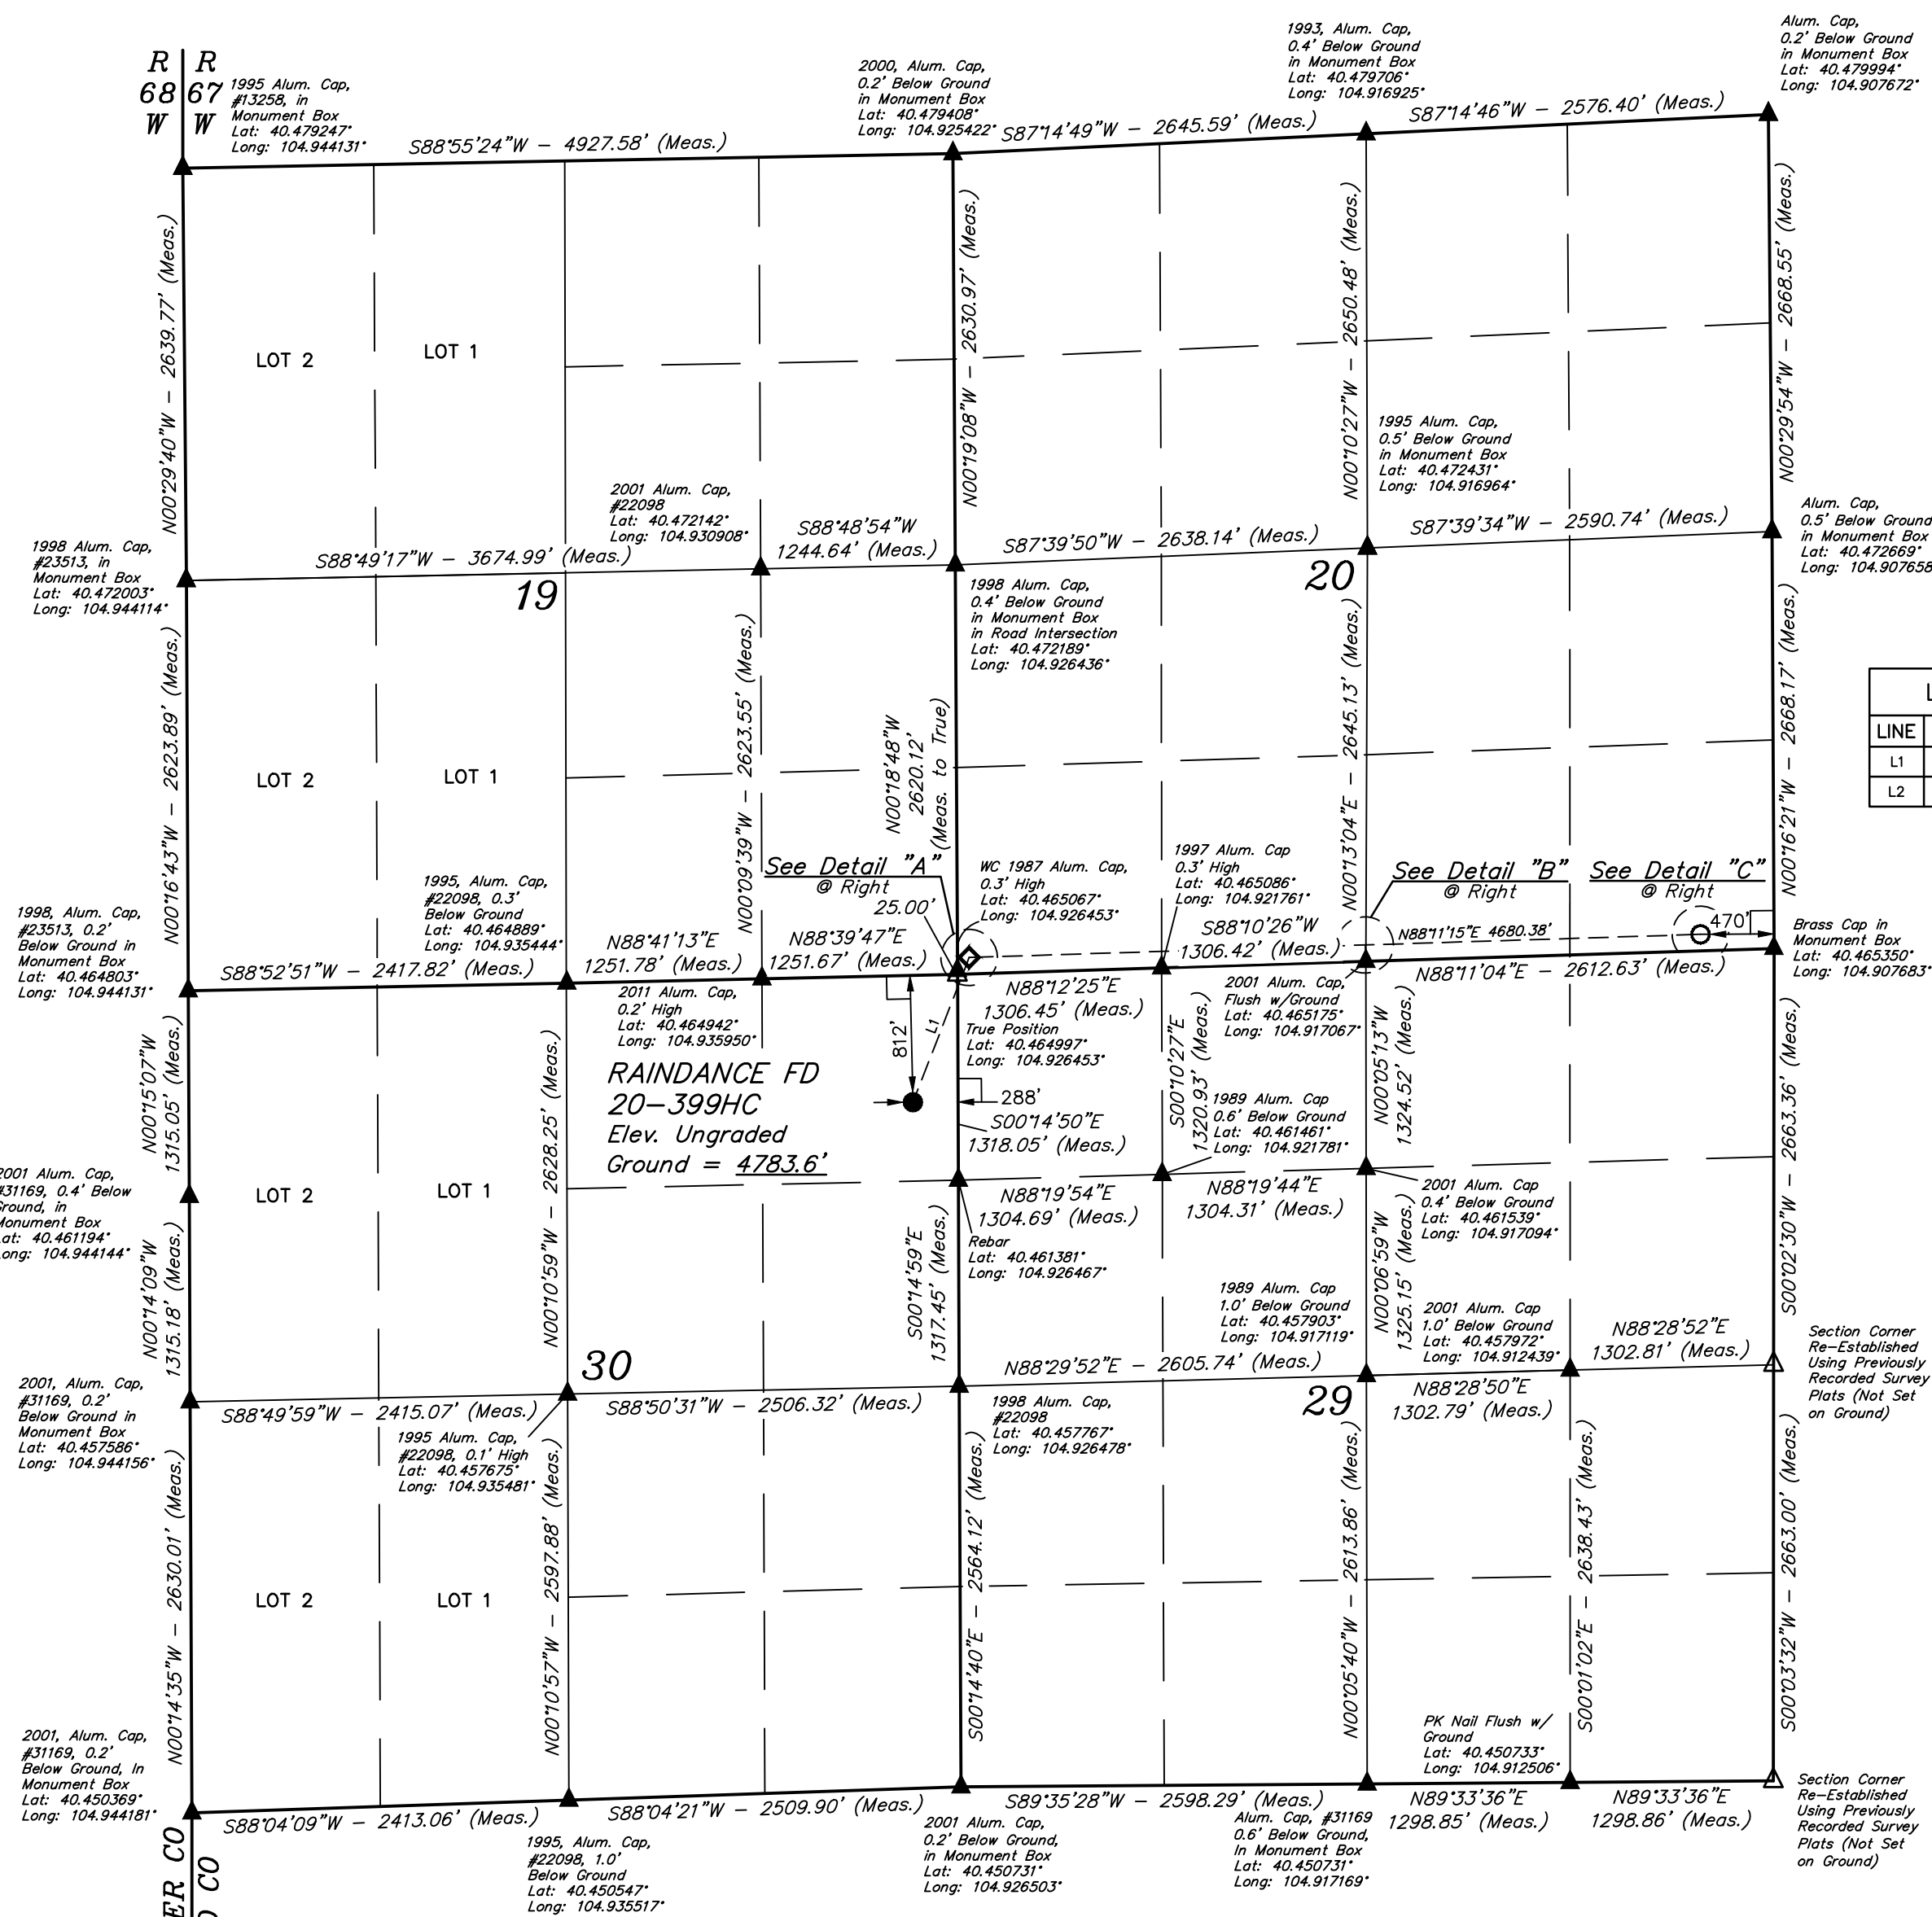 R R
68 67
W W
1995 Alum. Cap,
#13258, in
Monument Box
Lat: 40.479247°
Long: 104.944131°
2000, Alum. Cap,
0.2' Below Ground
in Monument Box
Lat: 40.479408°
Long: 104.925422°
1993, Alum. Cap,
0.4' Below Ground
in Monument Box
Lat: 40.479706°
Long: 104.916925°
Alum. Cap,
0.2' Below Ground
in Monument Box
Lat: 40.479994°
Long: 104.907672°
S88°55'24"W - 4927.58' (Meas.)
S87°14'49"W - 2645.59' (Meas.)
S87°14'46"W - 2576.40' (Meas.)
N00°29'40"W - 2639.77' (Meas.)
N00°19'08"W - 2630.97' (Meas.)
N00°10'27"W - 2650.48' (Meas.)
N00°29'54"W - 2668.55' (Meas.)
LOT 2
LOT 1
1998 Alum. Cap,
#23513, in
Monument Box
Lat: 40.472003°
Long: 104.944114°
2001 Alum. Cap,
#22098
Lat: 40.472142°
Long: 104.930908°
1995 Alum. Cap,
0.5' Below Ground
in Monument Box
Lat: 40.472431°
Long: 104.916964°
Alum. Cap,
0.5' Below Ground
in Monument Box
Lat: 40.472669°
Long: 104.907658°
S88°49'17"W - 3674.99' (Meas.)
S88°48'54"W
1244.64' (Meas.)
S87°39'50"W - 2638.14' (Meas.)
S87°39'34"W - 2590.74' (Meas.)
19
20
1998 Alum. Cap,
0.4' Below Ground
in Monument Box
in Road Intersection
Lat: 40.472189°
Long: 104.926436°
N00°16'43"W - 2623.89' (Meas.)
N00°09'39"W - 2623.55' (Meas.)
N00°18'48"W
2620.12'
(Meas. to True)
N00°13'04"E - 2645.13' (Meas.)
N00°16'21"W - 2668.17' (Meas.)
LINE
L1
L2
LOT 2
LOT 1
See Detail "A"
@ Right
25.00'
WC 1987 Alum. Cap,
0.3' High
Lat: 40.465067°
Long: 104.926453°
1997 Alum. Cap
0.3' High
Lat: 40.465086°
Long: 104.921761°
See Detail "B"
@ Right
See Detail "C"
@ Right
470'
1998, Alum. Cap,
#23513, 0.2'
Below Ground in
Monument Box
Lat: 40.464803°
Long: 104.944131°
1995, Alum. Cap,
#22098, 0.3'
Below Ground
Lat: 40.464889°
Long: 104.935444°
Brass Cap in
Monument Box
Lat: 40.465350°
Long: 104.907683°
S88°52'51"W - 2417.82' (Meas.)
N88°41'13"E
1251.78' (Meas.)
N88°39'47"E
1251.67' (Meas.)
S88°10'26"W
1306.42' (Meas.)
N88°11'15"E 4680.38'
N88°11'04"E - 2612.63' (Meas.)
N88°12'25"E
1306.45' (Meas.)
2011 Alum. Cap,
0.2' High
Lat: 40.464942°
Long: 104.935950°
True Position
Lat: 40.464997°
Long: 104.926453°
2001 Alum. Cap,
Flush w/Ground
Lat: 40.465175°
Long: 104.917067°
RAINDANCE FD
20-399HC
Elev. Ungraded
Ground = 4783.6'
812'
L1
288'
N00°15'07"W
1315.05' (Meas.)
N00°10'59"W - 2628.25' (Meas.)
S00°14'50"E
1318.05' (Meas.)
S00°10'27"E
1320.93' (Meas.)
N00°05'13"W
1324.52' (Meas.)
S00°02'30"W - 2663.36' (Meas.)
1989 Alum. Cap
0.6' Below Ground
Lat: 40.461461°
Long: 104.921781°
2001 Alum. Cap,
#31169, 0.4' Below
Ground, in
Monument Box
Lat: 40.461194°
Long: 104.944144°
LOT 2
LOT 1
N88°19'54"E
1304.69' (Meas.)
N88°19'44"E
1304.31' (Meas.)
2001 Alum. Cap
0.4' Below Ground
Lat: 40.461539°
Long: 104.917094°
Rebar
Lat: 40.461381°
Long: 104.926467°
N00°14'09"W
1315.18' (Meas.)
S00°14'59"E
1317.45' (Meas.)
N00°06'59"W
1325.15' (Meas.)
1989 Alum. Cap
1.0' Below Ground
Lat: 40.457903°
Long: 104.917119°
2001 Alum. Cap
1.0' Below Ground
Lat: 40.457972°
Long: 104.912439°
N88°28'52"E
1302.81' (Meas.)
Section Corner
Re-Established
Using Previously
Recorded Survey
Plats (Not Set
on Ground)
30
29
N88°29'52"E - 2605.74' (Meas.)
2001, Alum. Cap,
#31169, 0.2'
Below Ground in
Monument Box
Lat: 40.457586°
Long: 104.944156°
S88°49'59"W - 2415.07' (Meas.)
S88°50'31"W - 2506.32' (Meas.)
N88°28'50"E
1302.79' (Meas.)
1995 Alum. Cap,
#22098, 0.1' High
Lat: 40.457675°
Long: 104.935481°
1998 Alum. Cap,
#22098
Lat: 40.457767°
Long: 104.926478°
N00°14'35"W - 2630.01' (Meas.)
N00°10'57"W - 2597.88' (Meas.)
S00°14'40"E - 2564.12' (Meas.)
N00°05'40"W - 2613.86' (Meas.)
S00°01'02"E - 2638.43' (Meas.)
S00°03'32"W - 2663.00' (Meas.)
LOT 2
LOT 1
PK Nail Flush w/
Ground
Lat: 40.450733°
Long: 104.912506°
2001, Alum. Cap,
#31169, 0.2'
Below Ground, In
Monument Box
Lat: 40.450369°
Long: 104.944181°
S88°04'09"W - 2413.06' (Meas.)
S88°04'21"W - 2509.90' (Meas.)
S89°35'28"W - 2598.29' (Meas.)
N89°33'36"E
1298.85' (Meas.)
N89°33'36"E
1298.86' (Meas.)
Section Corner
Re-Established
Using Previously
Recorded Survey
Plats (Not Set
on Ground)
1995, Alum. Cap,
#22098, 1.0'
Below Ground
Lat: 40.450547°
Long: 104.935517°
2001 Alum. Cap,
0.2' Below Ground,
in Monument Box
Lat: 40.450731°
Long: 104.926503°
Alum. Cap, #31169
0.6' Below Ground,
In Monument Box
Lat: 40.450731°
Long: 104.917169°
ER CO
CO